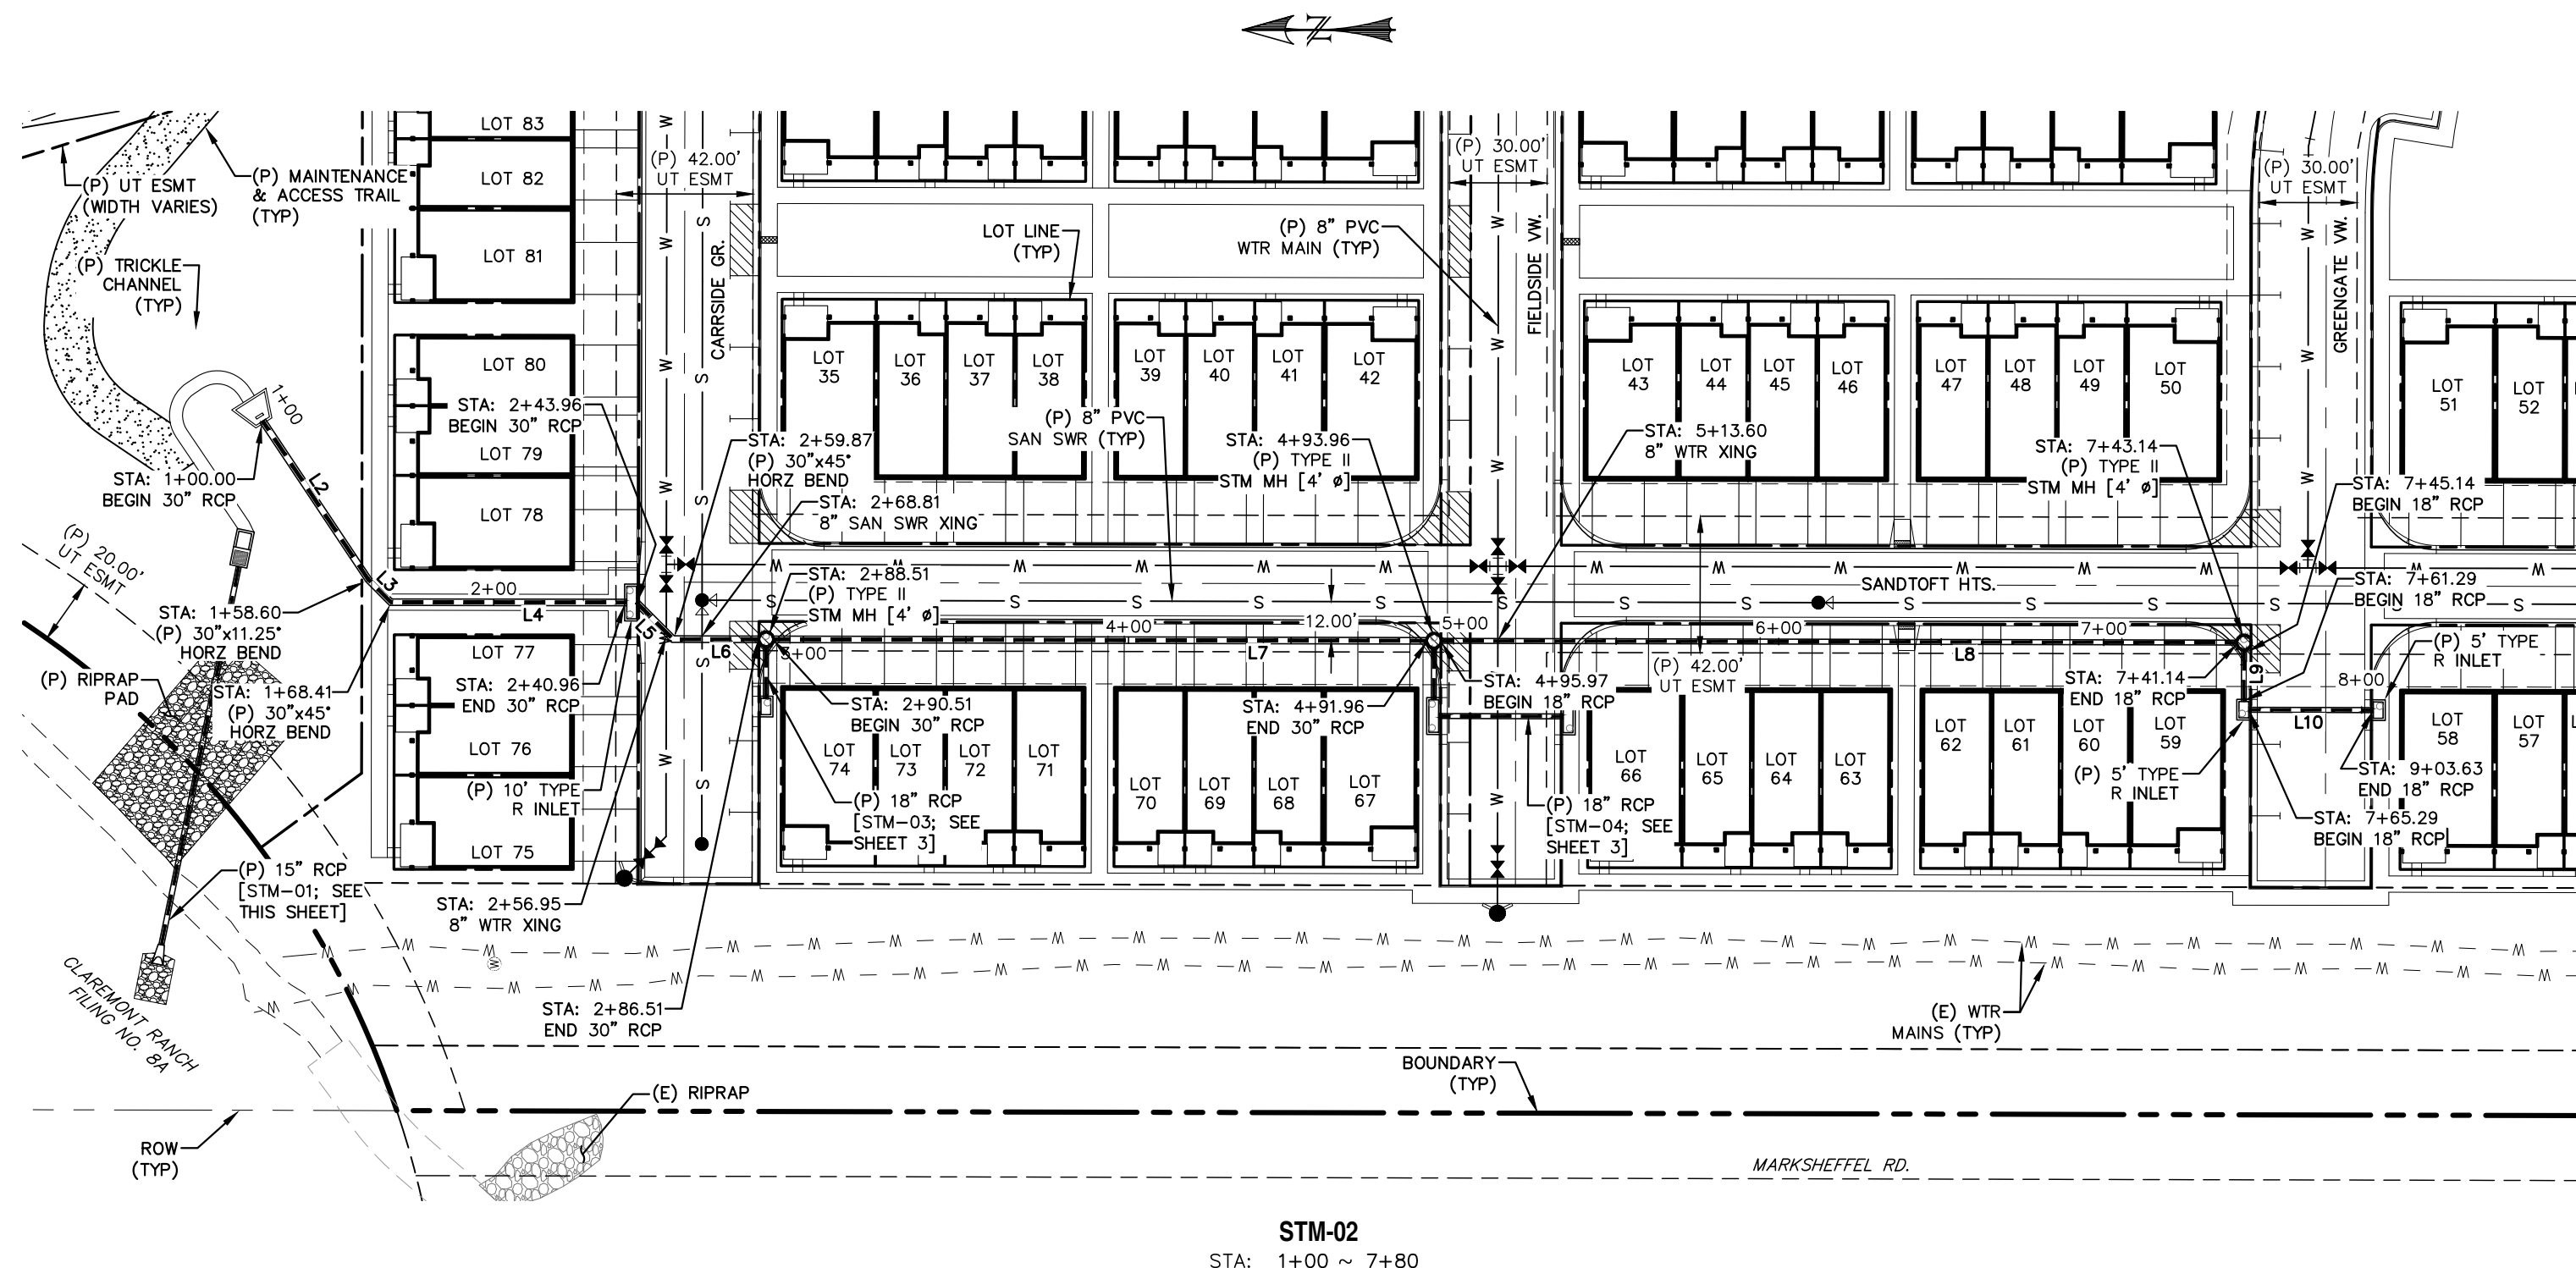 N
LOT 83
LOT 82
LOT 81
LOT 80
LOT 79
LOT 78
LOT 77
LOT 76
LOT 75
(P) UT ESMT
(WIDTH VARIES)
(P) MAINTENANCE
& ACCESS TRAIL
(TYP)
(P) TRICKLE
CHANNEL
(TYP)
1+00
STA: 1+00.00
BEGIN 30" RCP
L2
L3
(P) 20.00'
UT ESMT
STA: 1+58.60
(P) 30"x11.25°
HORZ BEND
(P) RIPRAP
PAD
STA: 1+68.41
(P) 30"x45°
HORZ BEND
(P) 15" RCP
[STM-01; SEE
THIS SHEET]
CLAREMONT RANCH
FILING NO. 8A
ROW
(TYP)
(E) RIPRAP
2+00
L4
STA: 2+43.96
BEGIN 30" RCP
STA: 2+40.96
END 30" RCP
(P) 10' TYPE
R INLET
STA: 2+56.95
8" WTR XING
STA: 2+86.51
END 30" RCP
(P) 42.00'
UT ESMT
CARRSIDE GR.
W
S
L5
L6
STA: 2+59.87
(P) 30"x45°
HORZ BEND
STA: 2+68.81
8" SAN SWR XING
STA: 2+88.51
(P) TYPE II
STM MH [4' ø]
3+00
STA: 2+90.51
BEGIN 30" RCP
(P) 18" RCP
[STM-03; SEE
SHEET 3]
LOT LINE
(TYP)
LOT
35
LOT
36
LOT
37
LOT
38
LOT
39
LOT
40
LOT
41
LOT
42
(P) 8" PVC
SAN SWR (TYP)
(P) 8" PVC
WTR MAIN (TYP)
4+00
12.00'
L7
LOT
74
LOT
73
LOT
72
LOT
71
LOT
70
LOT
69
LOT
68
LOT
67
STA: 4+93.96
(P) TYPE II
STM MH [4' ø]
STA: 4+91.96
END 30" RCP
5+00
(P) 30.00'
UT ESMT
FIELDSIDE VW.
STA: 5+13.60
8" WTR XING
STA: 4+95.97
BEGIN 18" RCP
(P) 18" RCP
[STM-04; SEE
SHEET 3]
LOT
43
LOT
44
LOT
45
LOT
46
LOT
47
LOT
48
LOT
49
LOT
50
SANDTOFT HTS.
6+00
7+00
L8
(P) 42.00'
UT ESMT
LOT
66
LOT
65
LOT
64
LOT
63
LOT
62
LOT
61
LOT
60
LOT
59
STA: 7+43.14
(P) TYPE II
STM MH [4' ø]
STA: 7+41.14
END 18" RCP
(P) 5' TYPE
R INLET
(P) 30.00'
UT ESMT
GREENGATE VW.
STA: 7+45.14
BEGIN 18" RCP
STA: 7+61.29
BEGIN 18" RCP
L9
8+00
L10
(P) 5' TYPE
R INLET
STA: 9+03.63
END 18" RCP
STA: 7+65.29
BEGIN 18" RCP
LOT
51
LOT
52
LOT
58
LOT
57
(E) WTR
MAINS (TYP)
BOUNDARY
(TYP)
MARKSHEFFEL RD.
STM-02
STA: 1+00 ~ 7+80